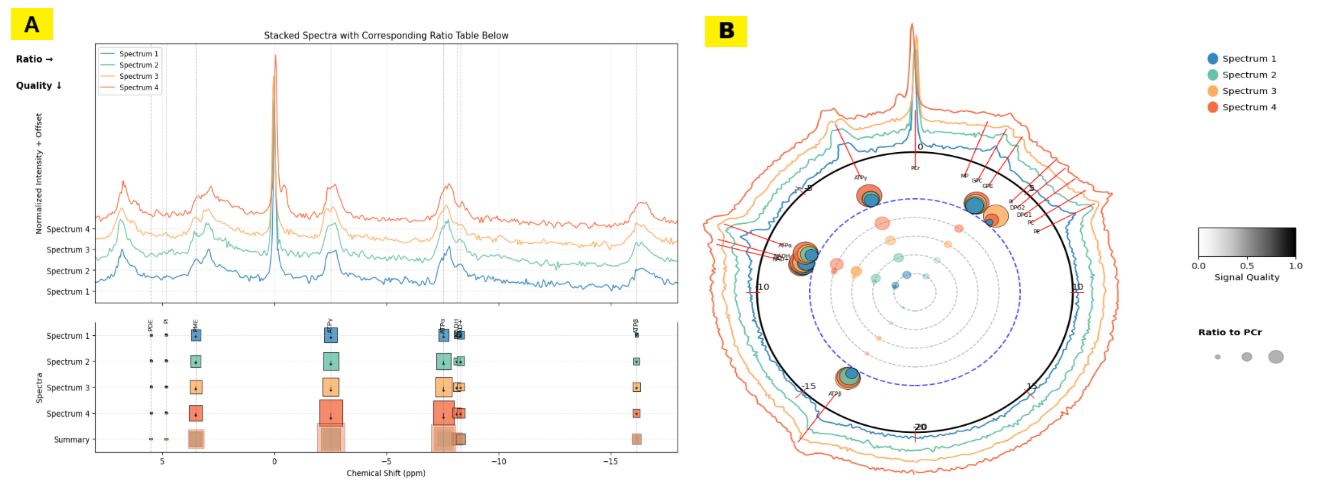 A
Stacked Spectra with Corresponding Ratio Table Below
Ratio →
Quality ↓
Spectrum 1
Spectrum 2
Spectrum 3
Spectrum 4
Normalized Intensity + Offset
Spectrum 4
Spectrum 3
Spectrum 2
Spectrum 1
PGE
Pi
PME
ATPγ
ATPα
ATPβ
Spectrum 1
Spectrum 2
Spectrum 3
Spectrum 4
Summary
Spectra
5
0
−5
−10
−15
Chemical Shift (ppm)
B
Spectrum 1
Spectrum 2
Spectrum 3
Spectrum 4
0
PCr
MP
GPC
GPE
ATPγ
5
DPG2
DPG1
PC
PE
ATPα
10
-10
15
-15
ATPβ
-20
0.0
0.5
1.0
Signal Quality
Ratio to PCr